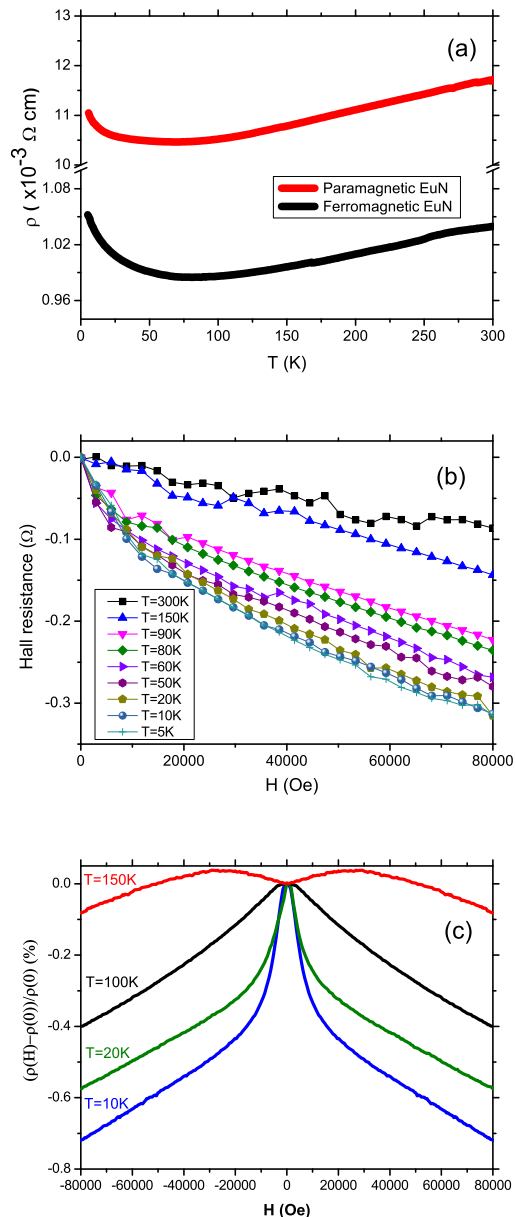 (a)
13
12
11
10
1.08
1.02
0.96
ρ ( x10⁻³ Ω cm)
Paramagnetic EuN
Ferromagnetic EuN
0 50 100 150 200 250 300
T (K)
(b)
0.0
-0.1
-0.2
-0.3
Hall resistance (Ω)
T=300K
T=150K
T=90K
T=80K
T=60K
T=50K
T=20K
T=10K
T=5K
0 20000 40000 60000 80000
H (Oe)
(c)
0.0
-0.2
-0.4
-0.6
-0.8
(ρ(H)−ρ(0))/ρ(0) (%)
T=150K
T=100K
T=20K
T=10K
-80000 -60000 -40000 -20000 0 20000 40000 60000 80000
H (Oe)